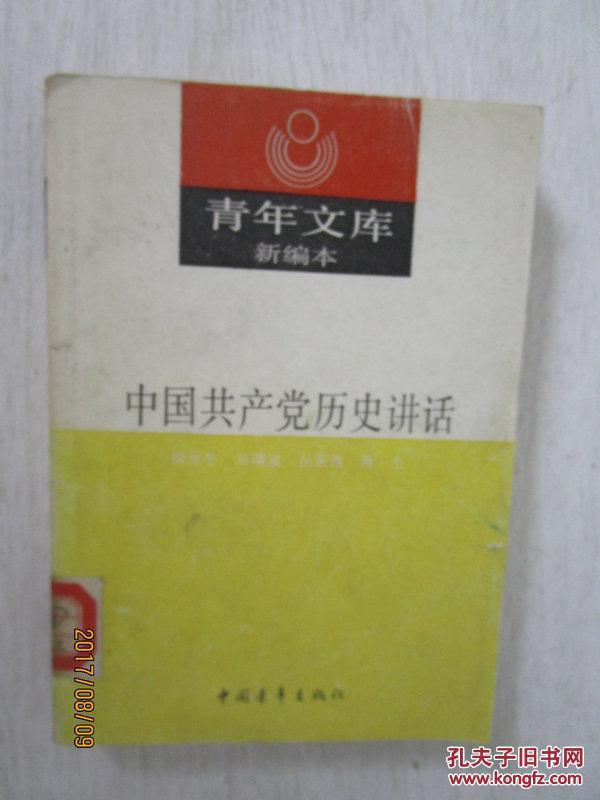 青年文库
新编本
中国共产党历史讲话
中国青年出版社
2017/08/09
孔夫子旧书网
www.kongfz.com